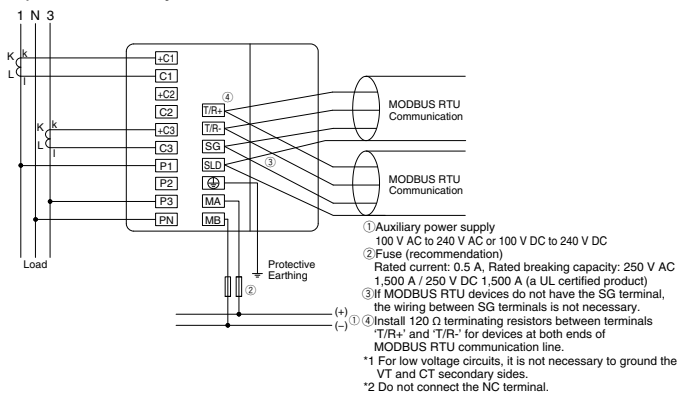 1 N 3
K k
L l
K k
L l
+C1
C1
+C2
C2
+C3
C3
P1
P2
P3
PN
④
T/R+
T/R-
SG
SLD
③
MA
MB
MODBUS RTU
Communication
MODBUS RTU
Communication
Load
Protective
Earthing
②
(+)
(−) ①
①Auxiliary power supply
100 V AC to 240 V AC or 100 V DC to 240 V DC
②Fuse (recommendation)
Rated current: 0.5 A, Rated breaking capacity: 250 V AC
1,500 A / 250 V DC 1,500 A (a UL certified product)
③If MODBUS RTU devices do not have the SG terminal,
the wiring between SG terminals is not necessary.
④Install 120 Ω terminating resistors between terminals
‘T/R+’ and ‘T/R-’ for devices at both ends of
MODBUS RTU communication line.
*1 For low voltage circuits, it is not necessary to ground the
VT and CT secondary sides.
*2 Do not connect the NC terminal.